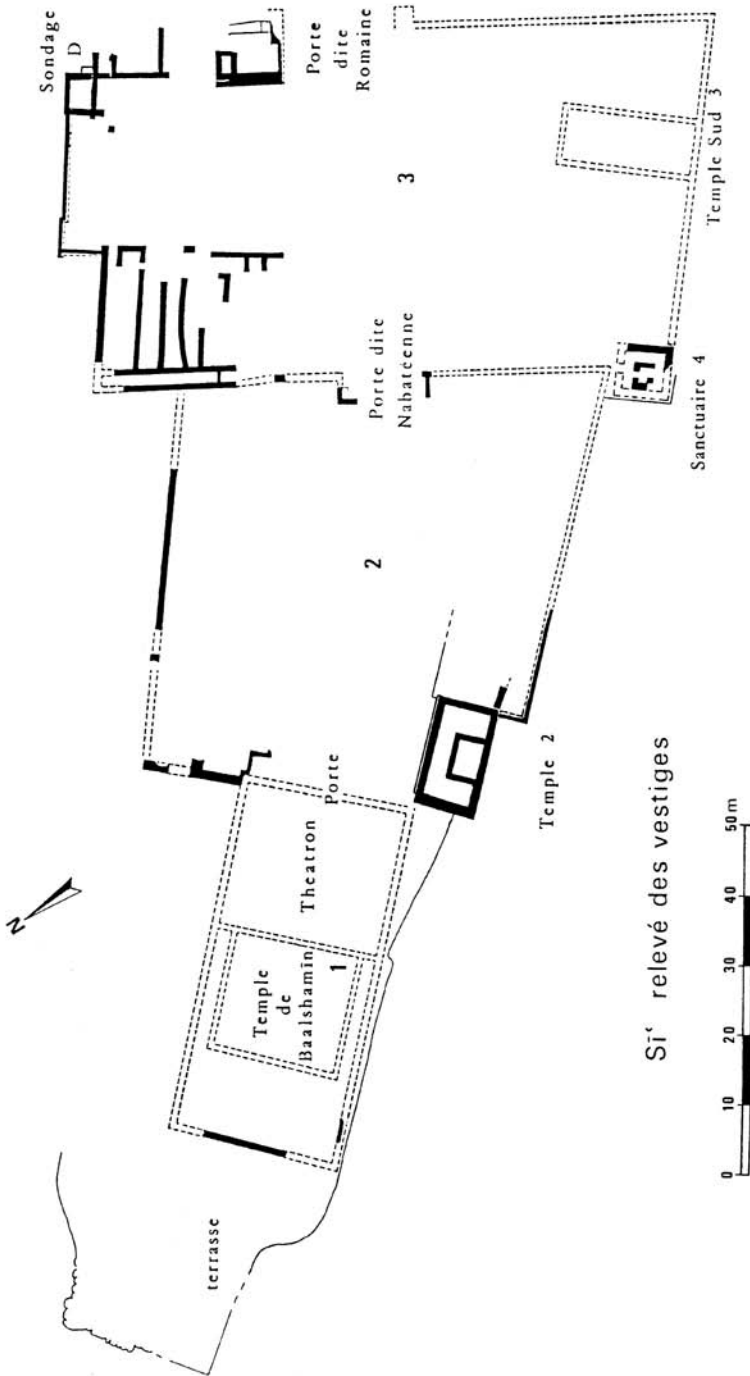 Sondage
D
Porte
dite
Romaine
3
Temple Sud 3
Porte dite
Nabatéenne
Sanctuaire 4
2
Porte
Temple 2
Theatron
Temple
de
Baalshamin
1
N
terrasse
Sīʿ relevé des vestiges
0 10 20 30 40 50 m